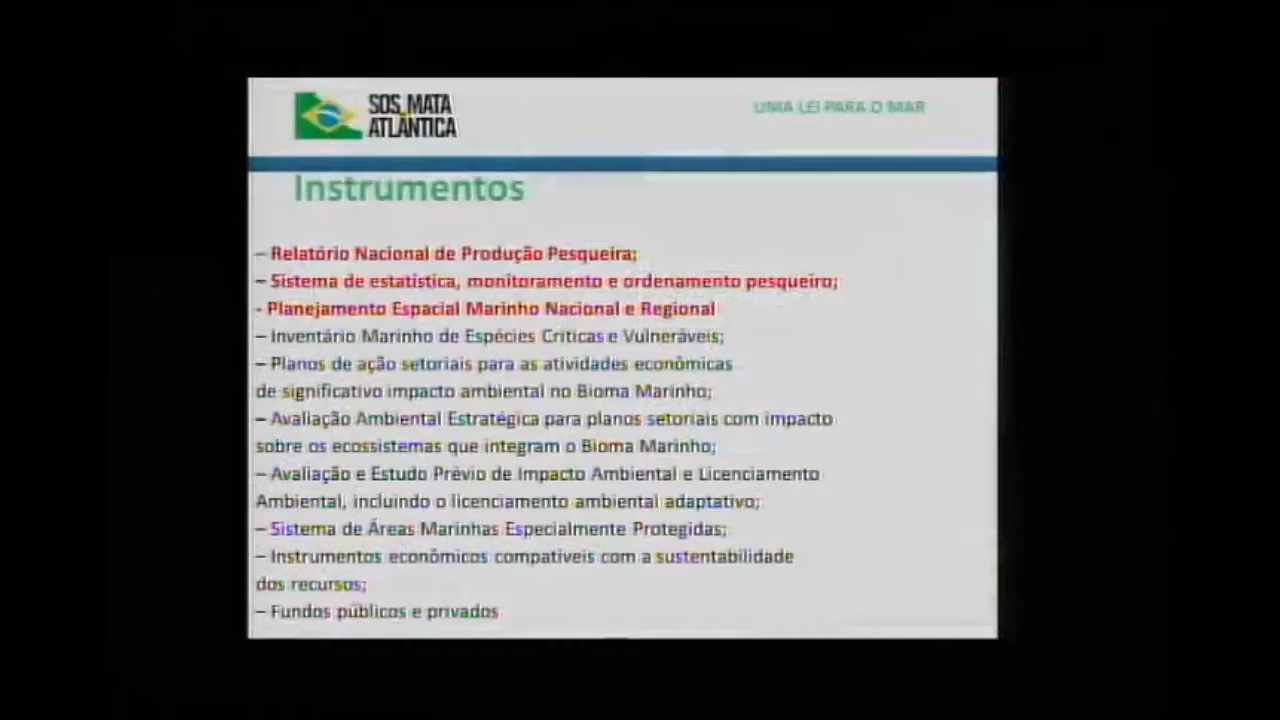 SOS MATA
ATLÂNTICA
UMA LEI PARA O MAR
Instrumentos
– Relatório Nacional de Produção Pesqueira;
– Sistema de estatística, monitoramento e ordenamento pesqueiro;
- Planejamento Espacial Marinho Nacional e Regional
– Inventário Marinho de Espécies Críticas e Vulneráveis;
– Planos de ação setoriais para as atividades econômicas
de significativo impacto ambiental no Bioma Marinho;
– Avaliação Ambiental Estratégica para planos setoriais com impacto
sobre os ecossistemas que integram o Bioma Marinho;
– Avaliação e Estudo Prévio de Impacto Ambiental e Licenciamento
Ambiental, incluindo o licenciamento ambiental adaptativo;
– Sistema de Áreas Marinhas Especialmente Protegidas;
– Instrumentos econômicos compatíveis com a sustentabilidade
dos recursos;
– Fundos públicos e privados